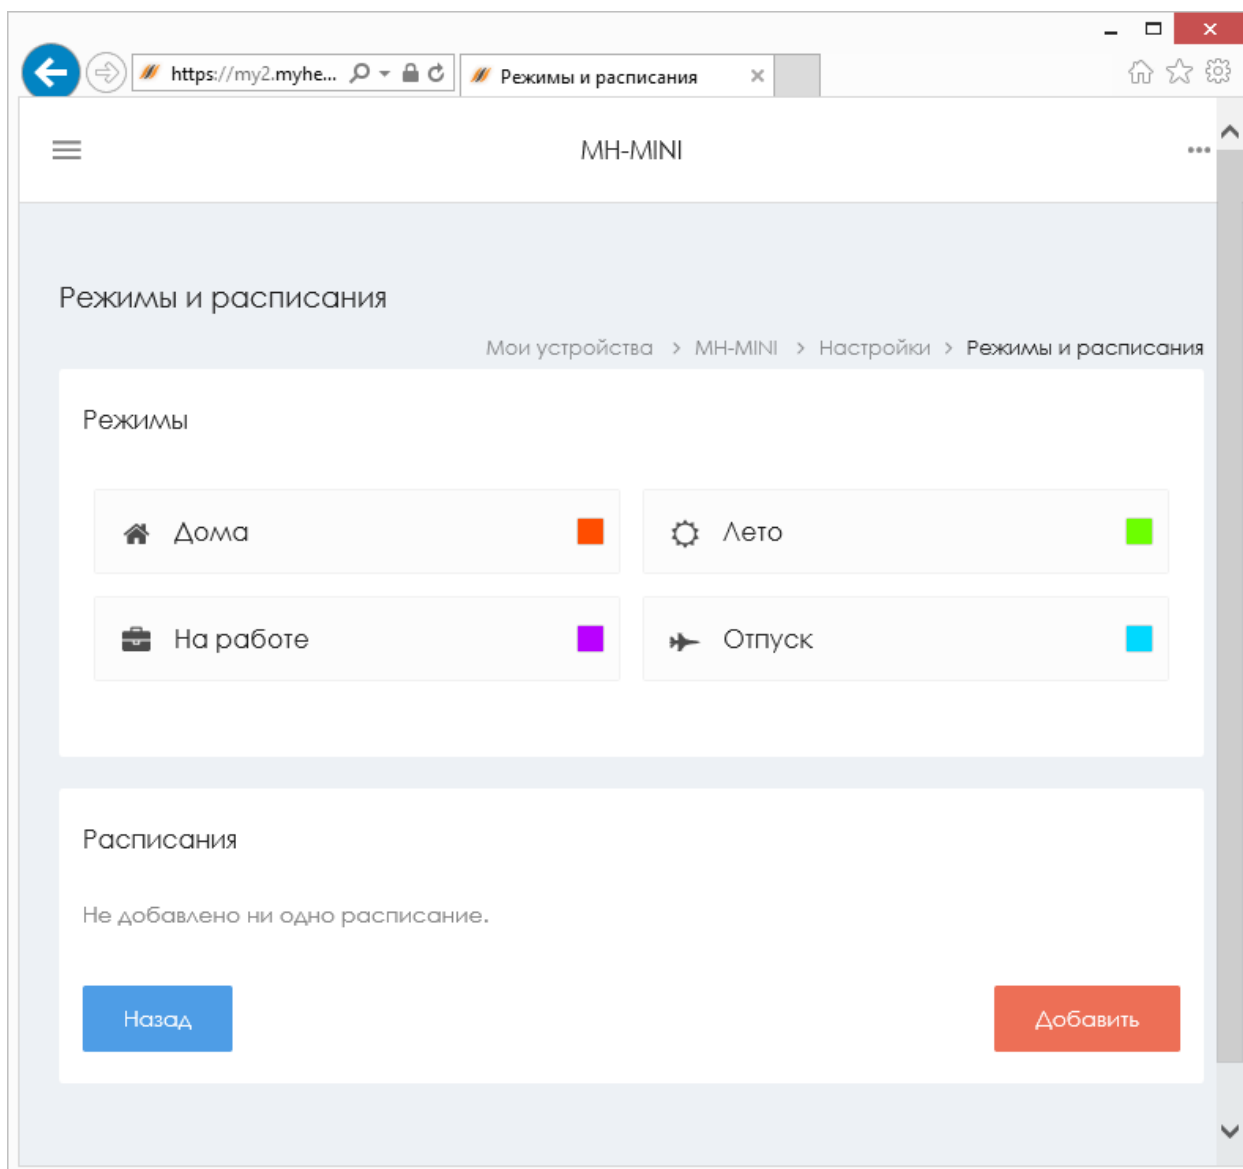 https://my2.myhe...
Режимы и расписания
MH-MINI
Режимы и расписания
Мои устройства > MH-MINI > Настройки > Режимы и расписания
Режимы
Дома
Лето
На работе
Отпуск
Расписания
Не добавлено ни одно расписание.
Назад
Добавить